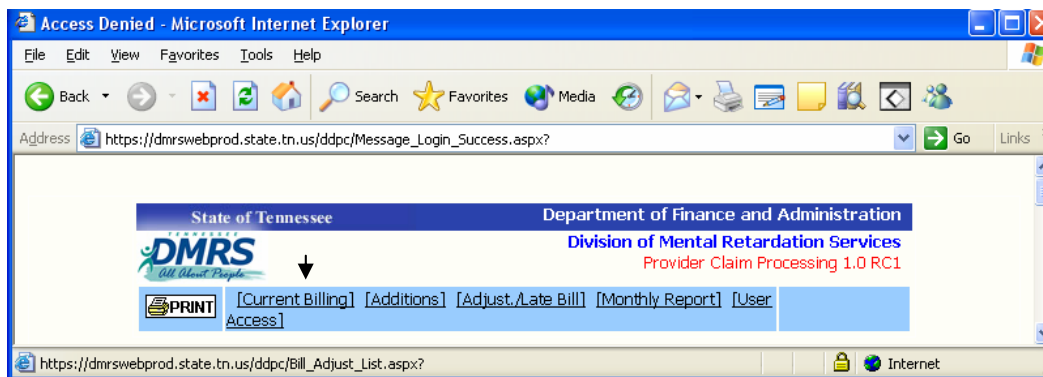 Access Denied - Microsoft Internet Explorer
File Edit View Favorites Tools Help
Back Search Favorites Media
Address https://dmrswebprod.state.tn.us/ddpc/Message_Login_Success.aspx? Go Links
State of Tennessee Department of Finance and Administration
TENNESSEE
DMRS
All About People
Division of Mental Retardation Services
Provider Claim Processing 1.0 RC1
PRINT [Current Billing] [Additions] [Adjust./Late Bill] [Monthly Report] [User
Access]
https://dmrswebprod.state.tn.us/ddpc/Bill_Adjust_List.aspx? Internet